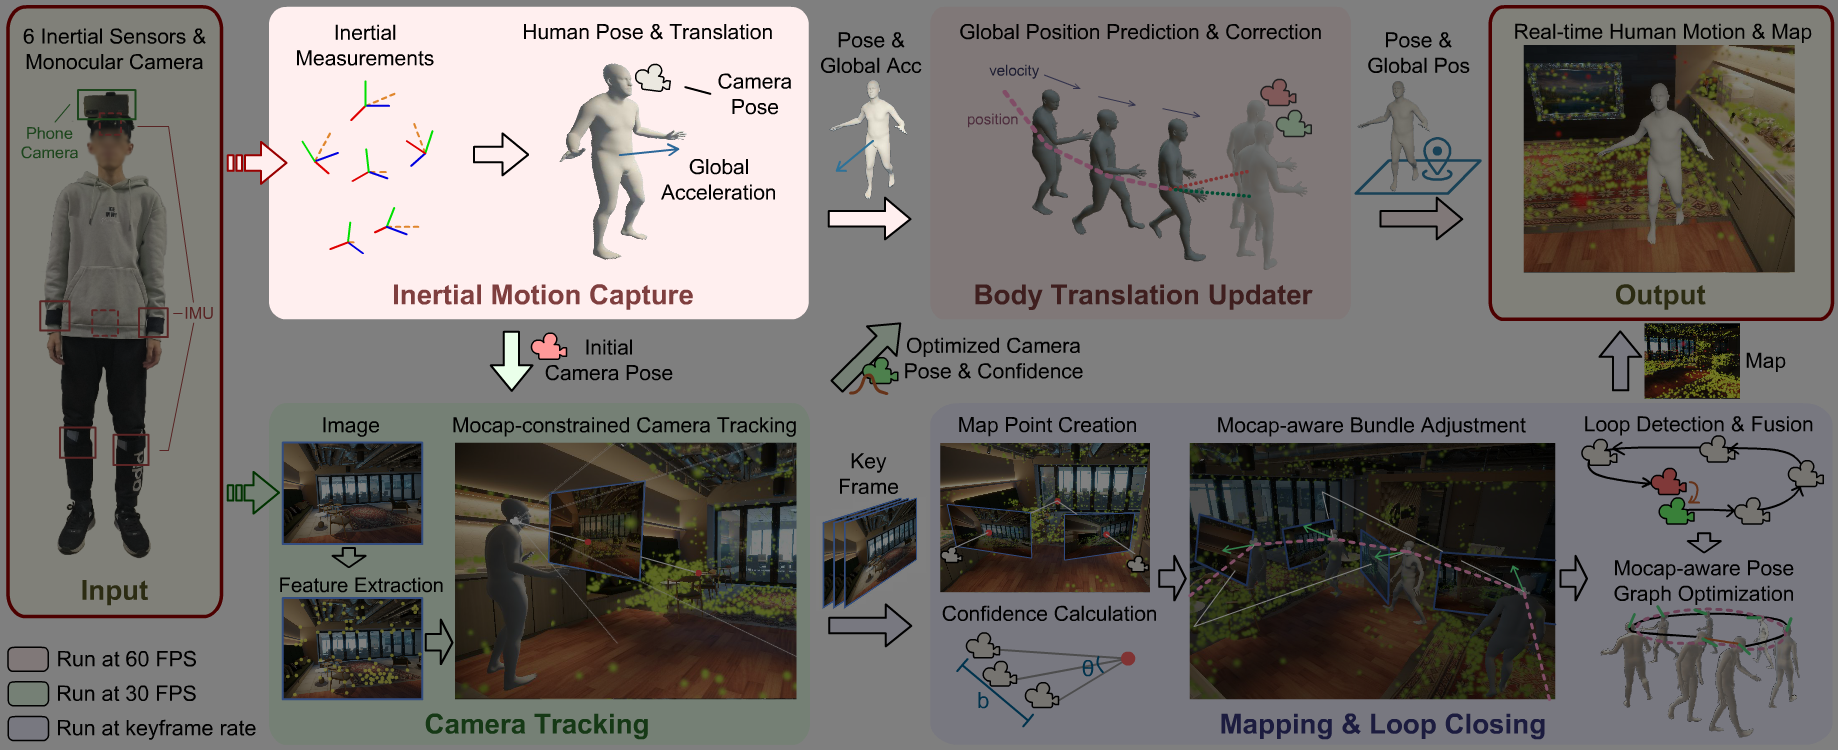 6 Inertial Sensors &
Monocular Camera
Phone
Camera
IMU
Input
Run at 60 FPS
Run at 30 FPS
Run at keyframe rate
Inertial
Measurements
Human Pose & Translation
Camera
Pose
Global
Acceleration
Inertial Motion Capture
Pose &
Global Acc
Global Position Prediction & Correction
velocity
position
Body Translation Updater
Pose &
Global Pos
Real-time Human Motion & Map
Output
Initial
Camera Pose
Optimized Camera
Pose & Confidence
Map
Image
Feature Extraction
Mocap-constrained Camera Tracking
Camera Tracking
Key
Frame
Map Point Creation
Confidence Calculation
θ
b
Mocap-aware Bundle Adjustment
Loop Detection & Fusion
Mocap-aware Pose
Graph Optimization
Mapping & Loop Closing